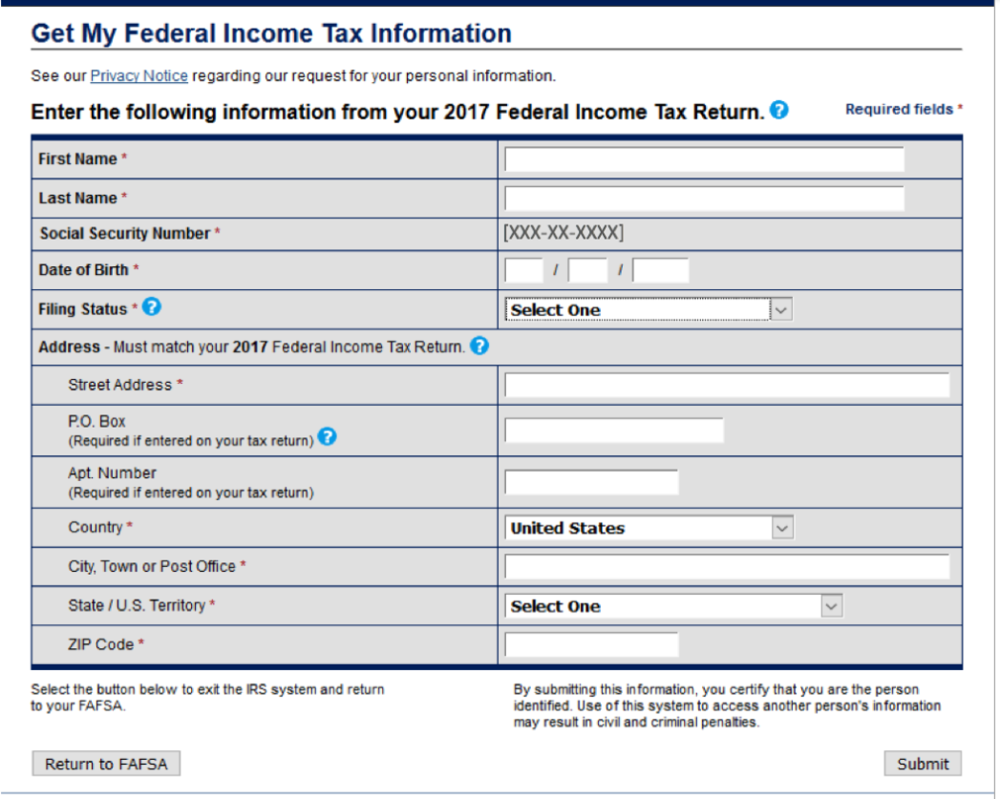 Get My Federal Income Tax Information
See our Privacy Notice regarding our request for your personal information.
Enter the following information from your 2017 Federal Income Tax Return. ?
Required fields *
First Name *
Last Name *
Social Security Number * [XXX-XX-XXXX]
Date of Birth * / /
Filing Status * ? Select One
Address - Must match your 2017 Federal Income Tax Return. ?
Street Address *
P.O. Box
(Required if entered on your tax return) ?
Apt. Number
(Required if entered on your tax return)
Country * United States
City, Town or Post Office *
State / U.S. Territory * Select One
ZIP Code *
Select the button below to exit the IRS system and return
to your FAFSA.
By submitting this information, you certify that you are the person
identified. Use of this system to access another person's information
may result in civil and criminal penalties.
Return to FAFSA
Submit